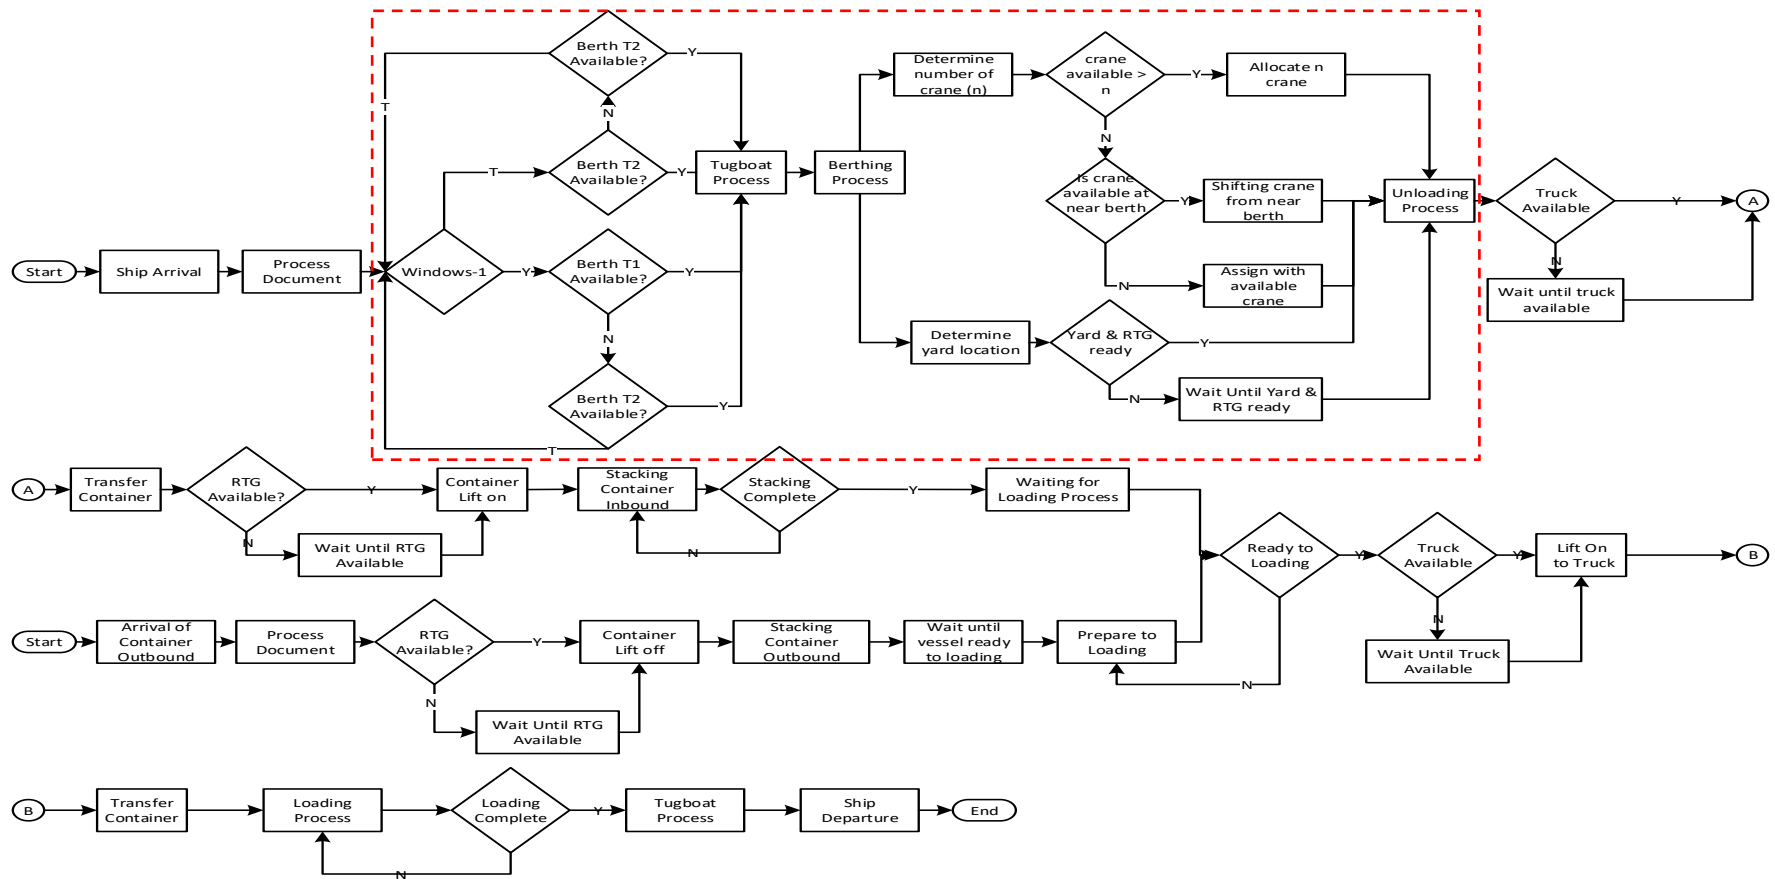 Berth T2
Available?
Y
T
N
Berth T2
Available?
T
Y
Tugboat
Process
Berthing
Process
Start
Ship Arrival
Process
Document
Windows-1
Y
Berth T1
Available?
Y
N
Berth T2
Available?
Y
T
Determine
number of
crane (n)
crane
available >
n
Y
Allocate n
crane
N
Is crane
available at
near berth
Y
Shifting crane
from near
berth
N
Assign with
available
crane
Determine
yard location
Yard & RTG
ready
Y
N
Wait Until Yard &
RTG ready
Unloading
Process
Truck
Available
Y
A
N
Wait until truck
available
A
Transfer
Container
RTG
Available?
Y
N
Wait Until RTG
Available
Container
Lift on
Stacking
Container
Inbound
Stacking
Complete
Y
N
Waiting for
Loading Process
Ready to
Loading
Y
N
Truck
Available
Y
N
Lift On
to Truck
B
Wait Until Truck
Available
Start
Arrival of
Container
Outbound
Process
Document
RTG
Available?
Y
N
Wait Until RTG
Available
Container
Lift off
Stacking
Container
Outbound
Wait until
vessel ready
to loading
Prepare to
Loading
B
Transfer
Container
Loading
Process
Loading
Complete
Y
N
Tugboat
Process
Ship
Departure
End